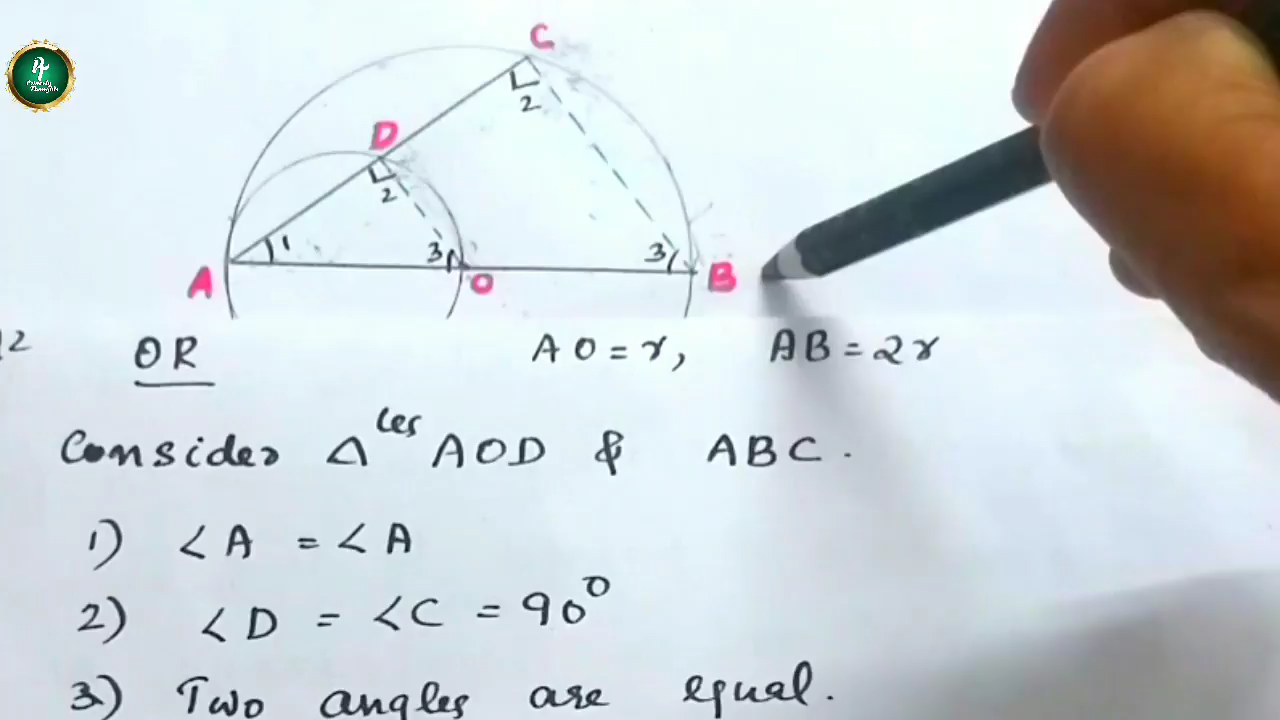 C
D
2
2
1
3
3
A
O
B
OR
AO = r, AB = 2r
Consider Δles AOD & ABC.
1) ∠A = ∠A
2) ∠D = ∠C = 90°
3) Two angles are equal.